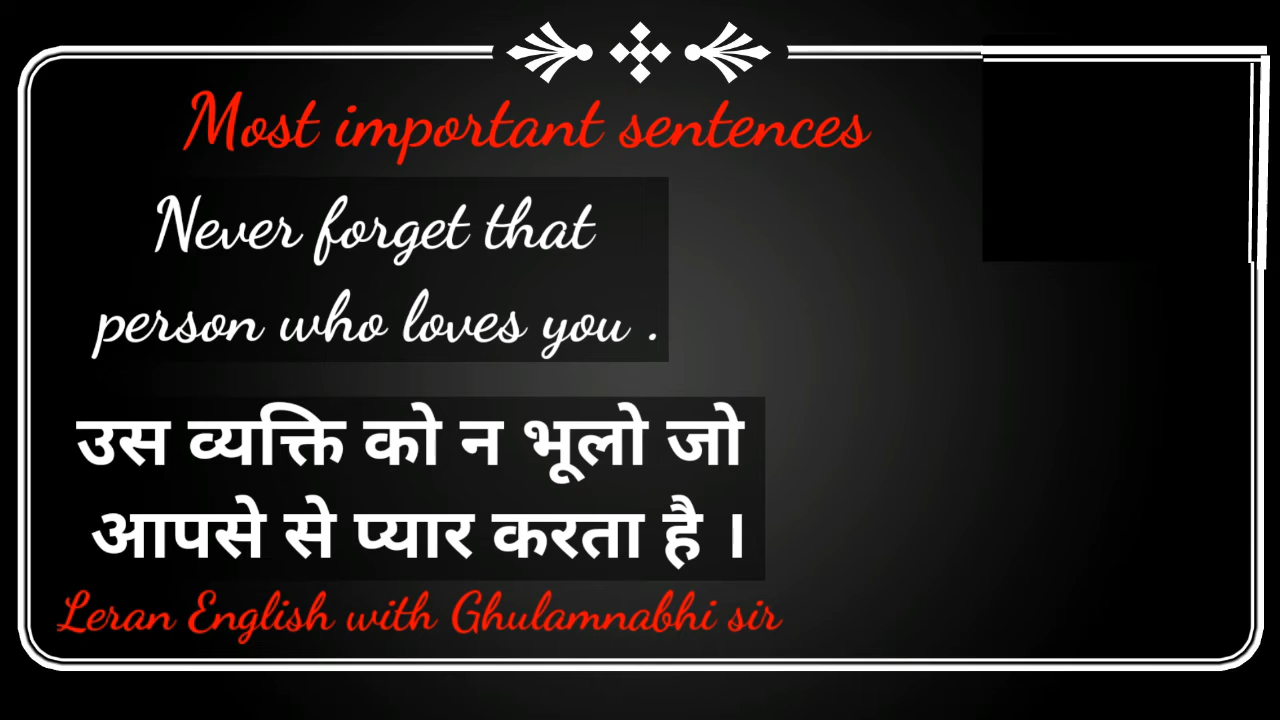 Most important sentences
Never forget that
person who loves you .
उस व्यक्ति को न भूलो जो
आपसे से प्यार करता है ।
Leran English with Ghulamnabhi sir